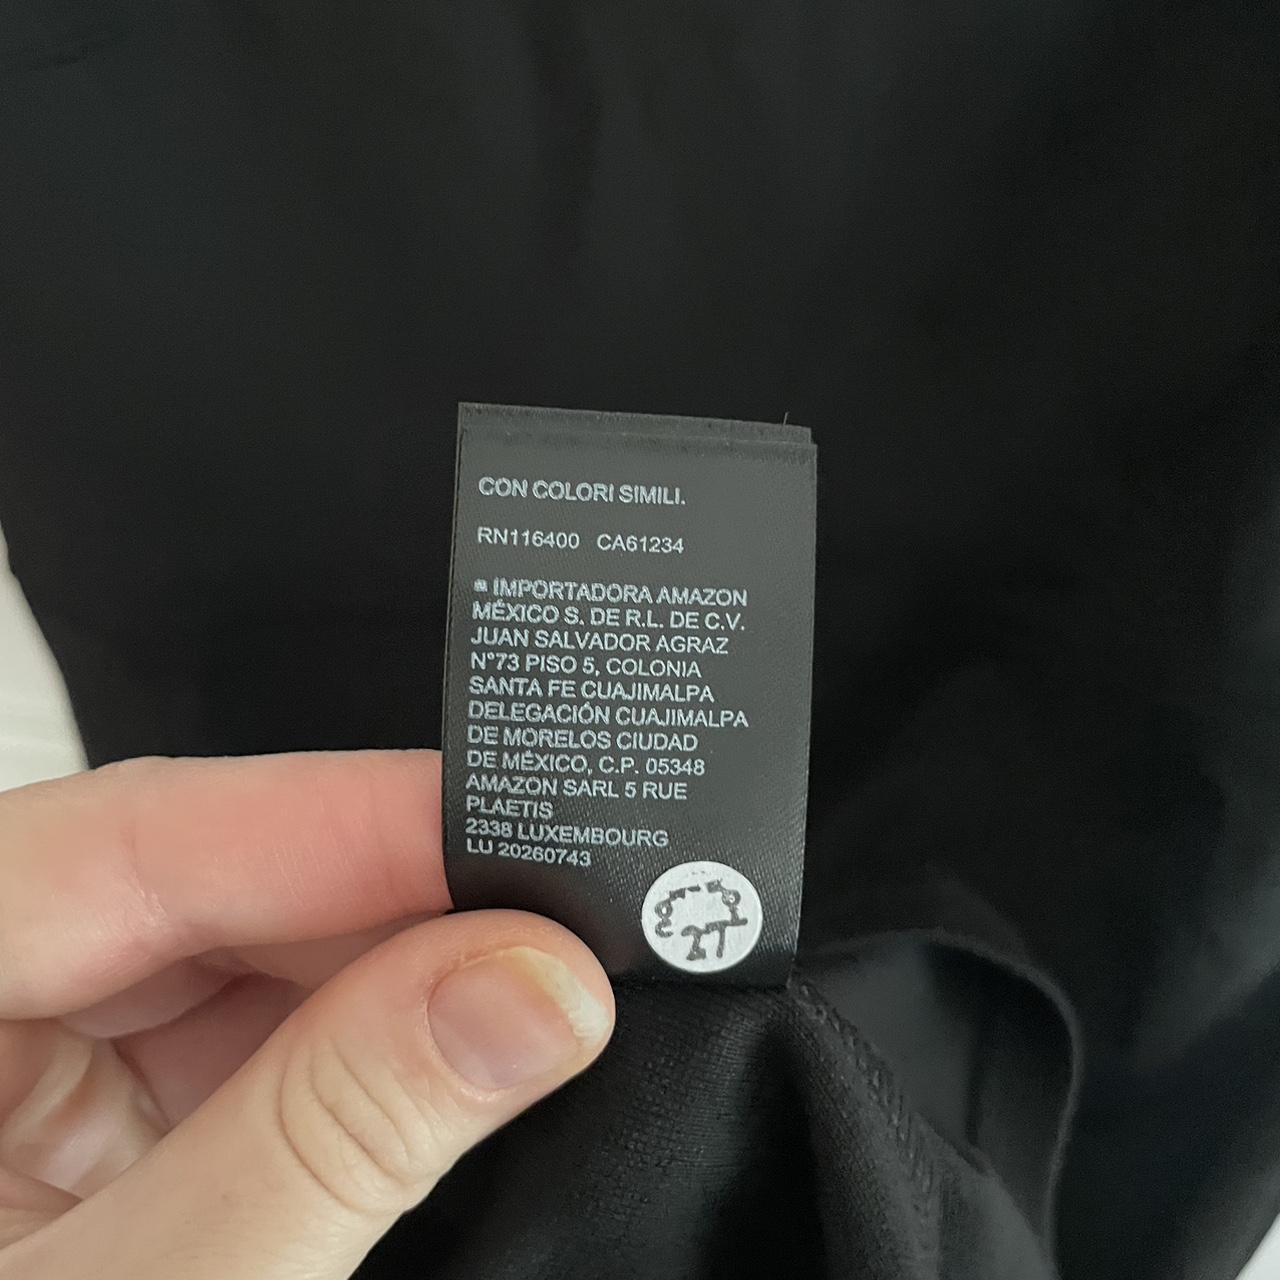 CON COLORI SIMILI.
RN116400 CA61234
IMPORTADORA AMAZON
MÉXICO S. DE R.L. DE C.V.
JUAN SALVADOR AGRAZ
N°73 PISO 5, COLONIA
SANTA FE CUAJIMALPA
DELEGACIÓN CUAJIMALPA
DE MORELOS CIUDAD
DE MÉXICO, C.P. 05348
AMAZON SARL 5 RUE
PLAETIS
2338 LUXEMBOURG
LU 20260743